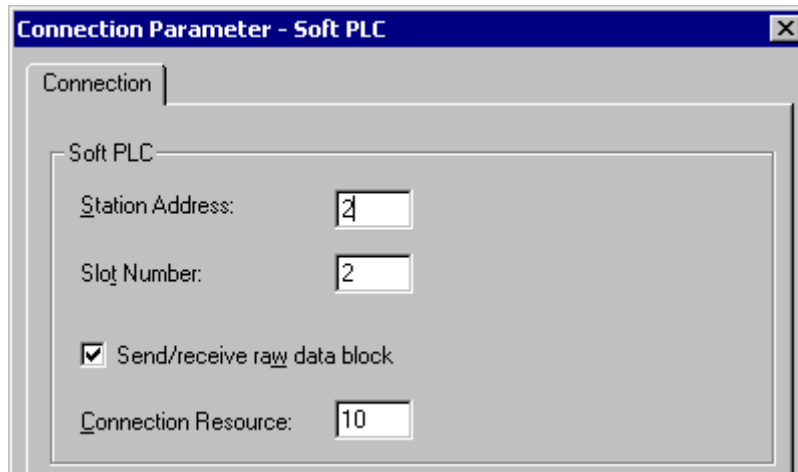 Connection Parameter - Soft PLC
Connection
Soft PLC
Station Address: 2
Slot Number: 2
Send/receive raw data block
Connection Resource: 10